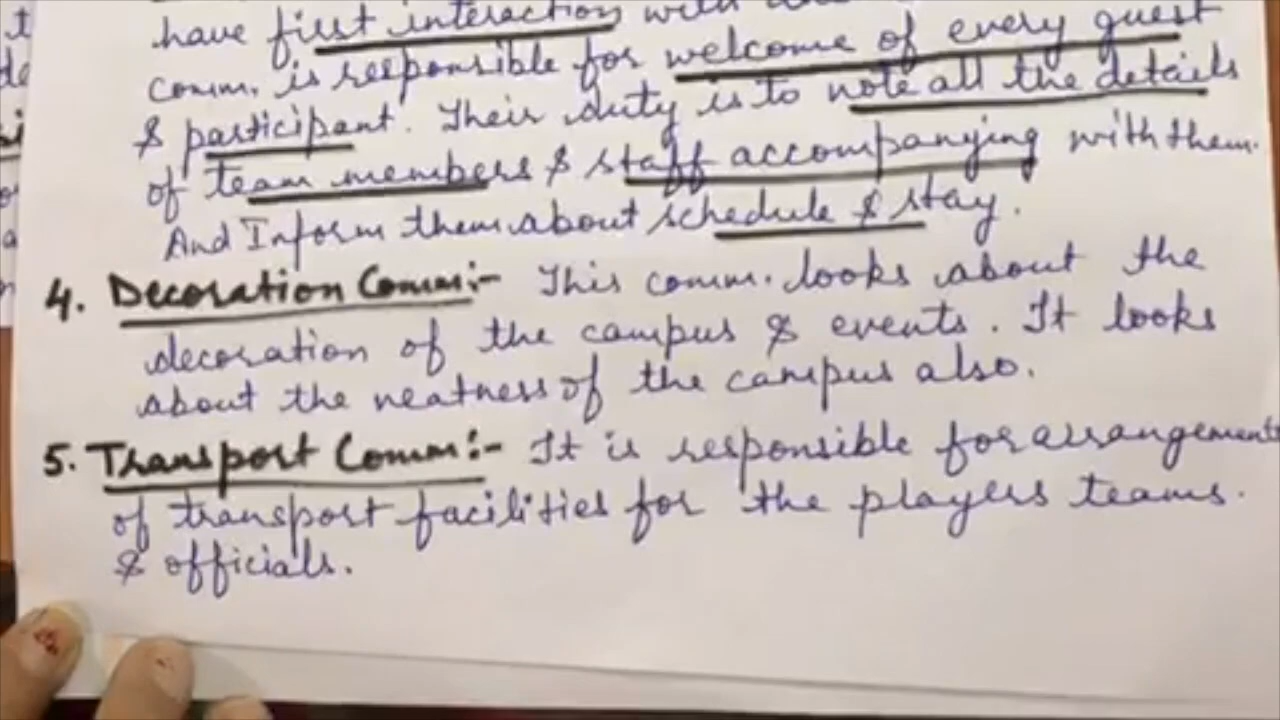 have first interaction with
comm. is responsible for welcome of every guest
& participant. Their duty is to note all the details
of team members & staff accompanying with them.
And Inform them about schedule & stay.
4. Decoration Comm:- This comm. looks about the
decoration of the campus & events. It looks
about the neatness of the campus also.
5. Transport Comm:- It is responsible for arrangement
of transport facilities for the players teams.
& officials.